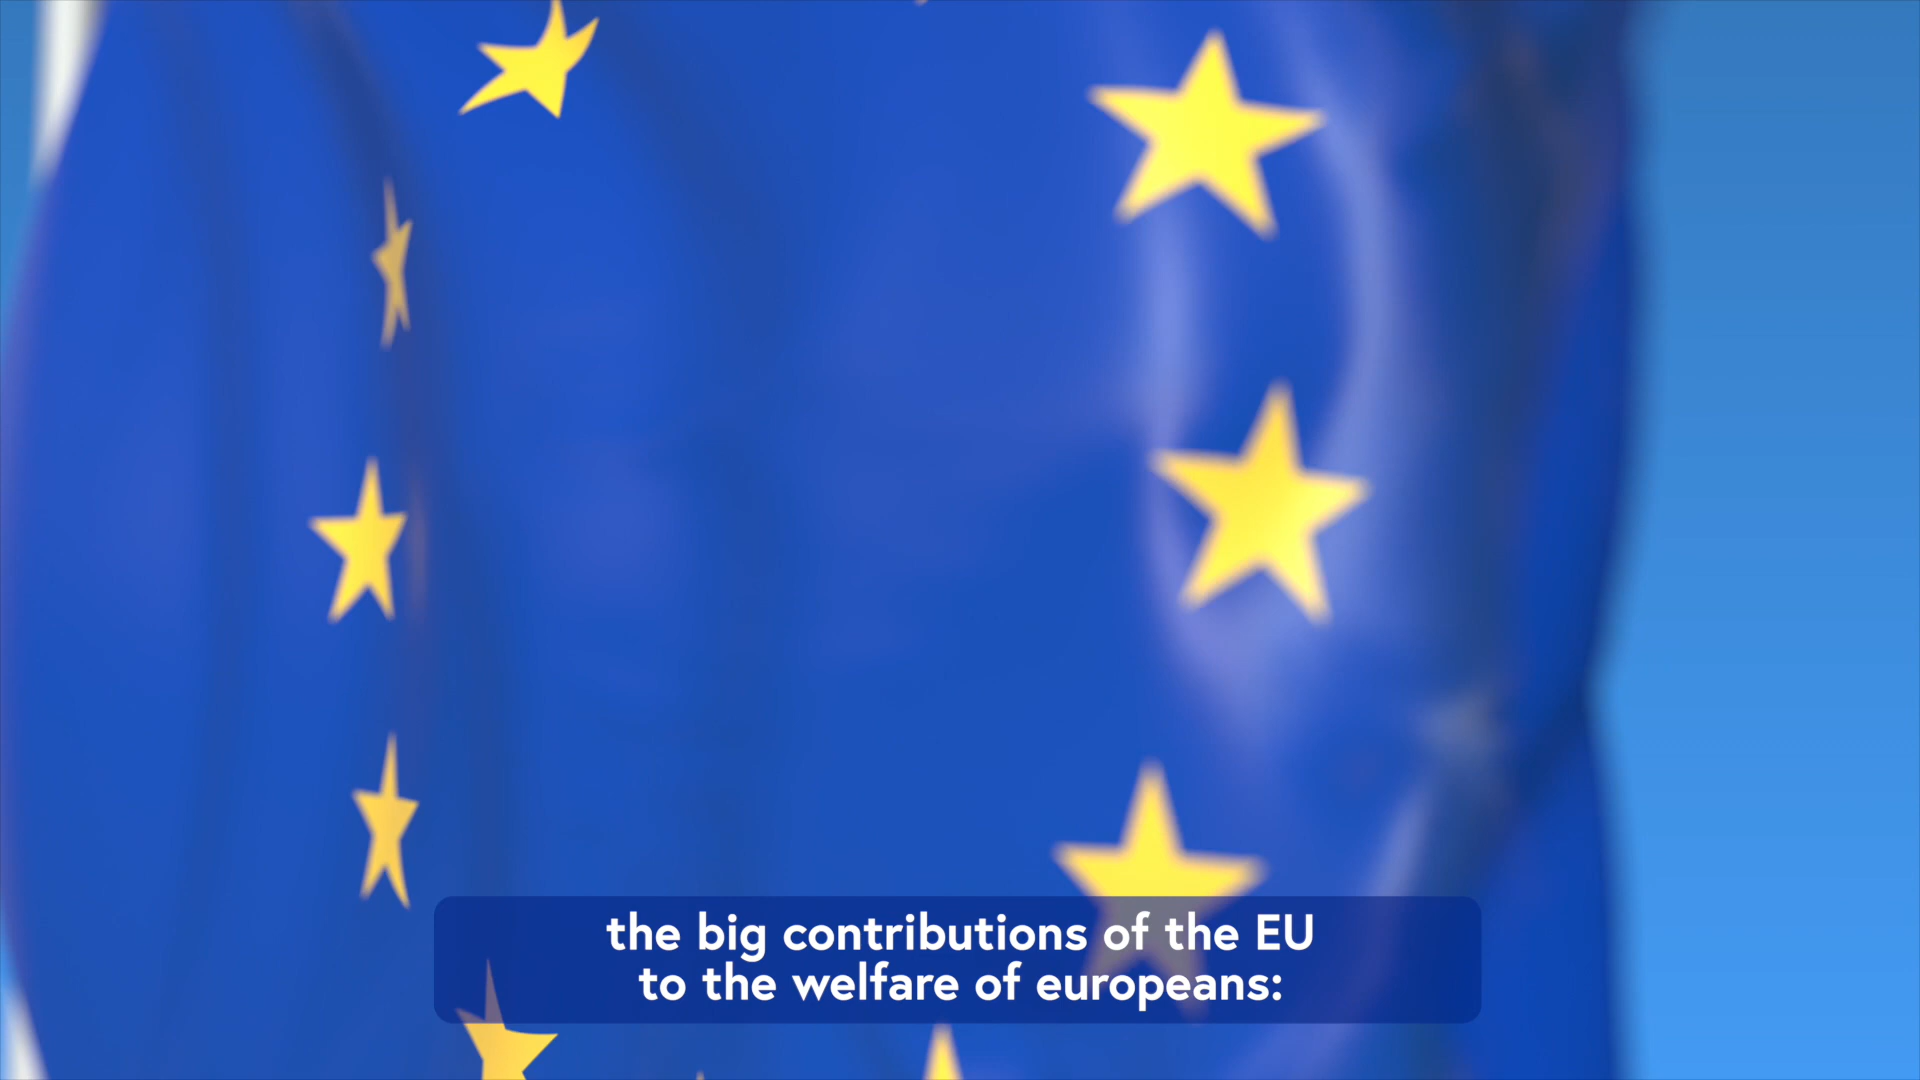 the big contributions of the EU
to the welfare of europeans: